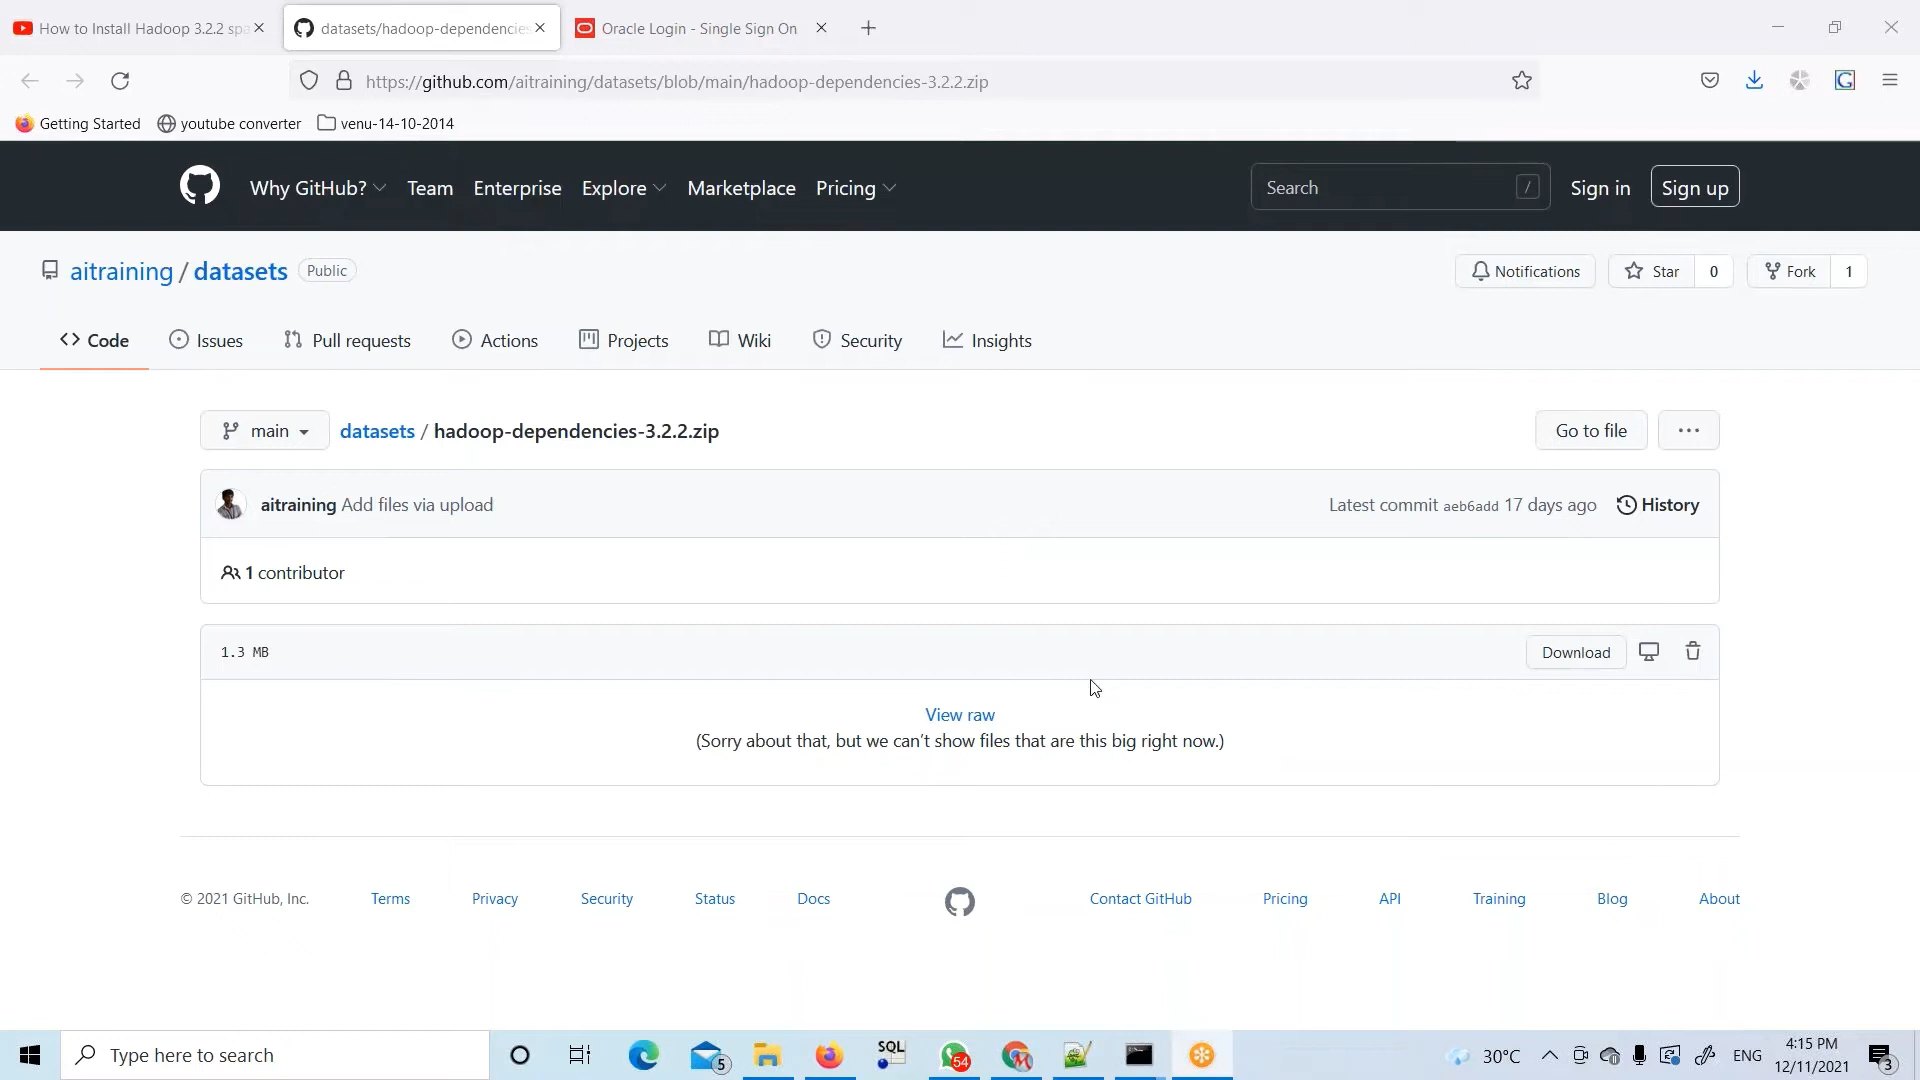 How to Install Hadoop 3.2.2 spa
datasets/hadoop-dependencies
Oracle Login - Single Sign On
https://github.com/aitraining/datasets/blob/main/hadoop-dependencies-3.2.2.zip
Getting Started
youtube converter
venu-14-10-2014
Why GitHub?
Team
Enterprise
Explore
Marketplace
Pricing
Search /
Sign in
Sign up
aitraining / datasets Public
Notifications
Star 0
Fork 1
Code
Issues
Pull requests
Actions
Projects
Wiki
Security
Insights
main
datasets / hadoop-dependencies-3.2.2.zip
Go to file
aitraining Add files via upload
Latest commit aeb6add 17 days ago
History
1 contributor
1.3 MB
Download
View raw
(Sorry about that, but we can't show files that are this big right now.)
© 2021 GitHub, Inc.
Terms
Privacy
Security
Status
Docs
Contact GitHub
Pricing
API
Training
Blog
About
Type here to search
5
SQL
54
30°C
ENG
4:15 PM
12/11/2021
3